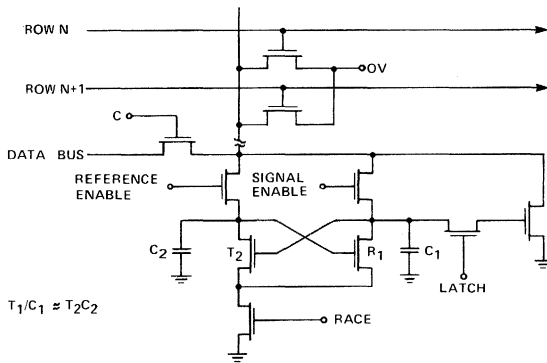 ROW N
OV
ROW N+1
C
DATA BUS
REFERENCE ENABLE
SIGNAL ENABLE
C2
T2
R1
C1
LATCH
T1/C1 ≈ T2C2
RACE